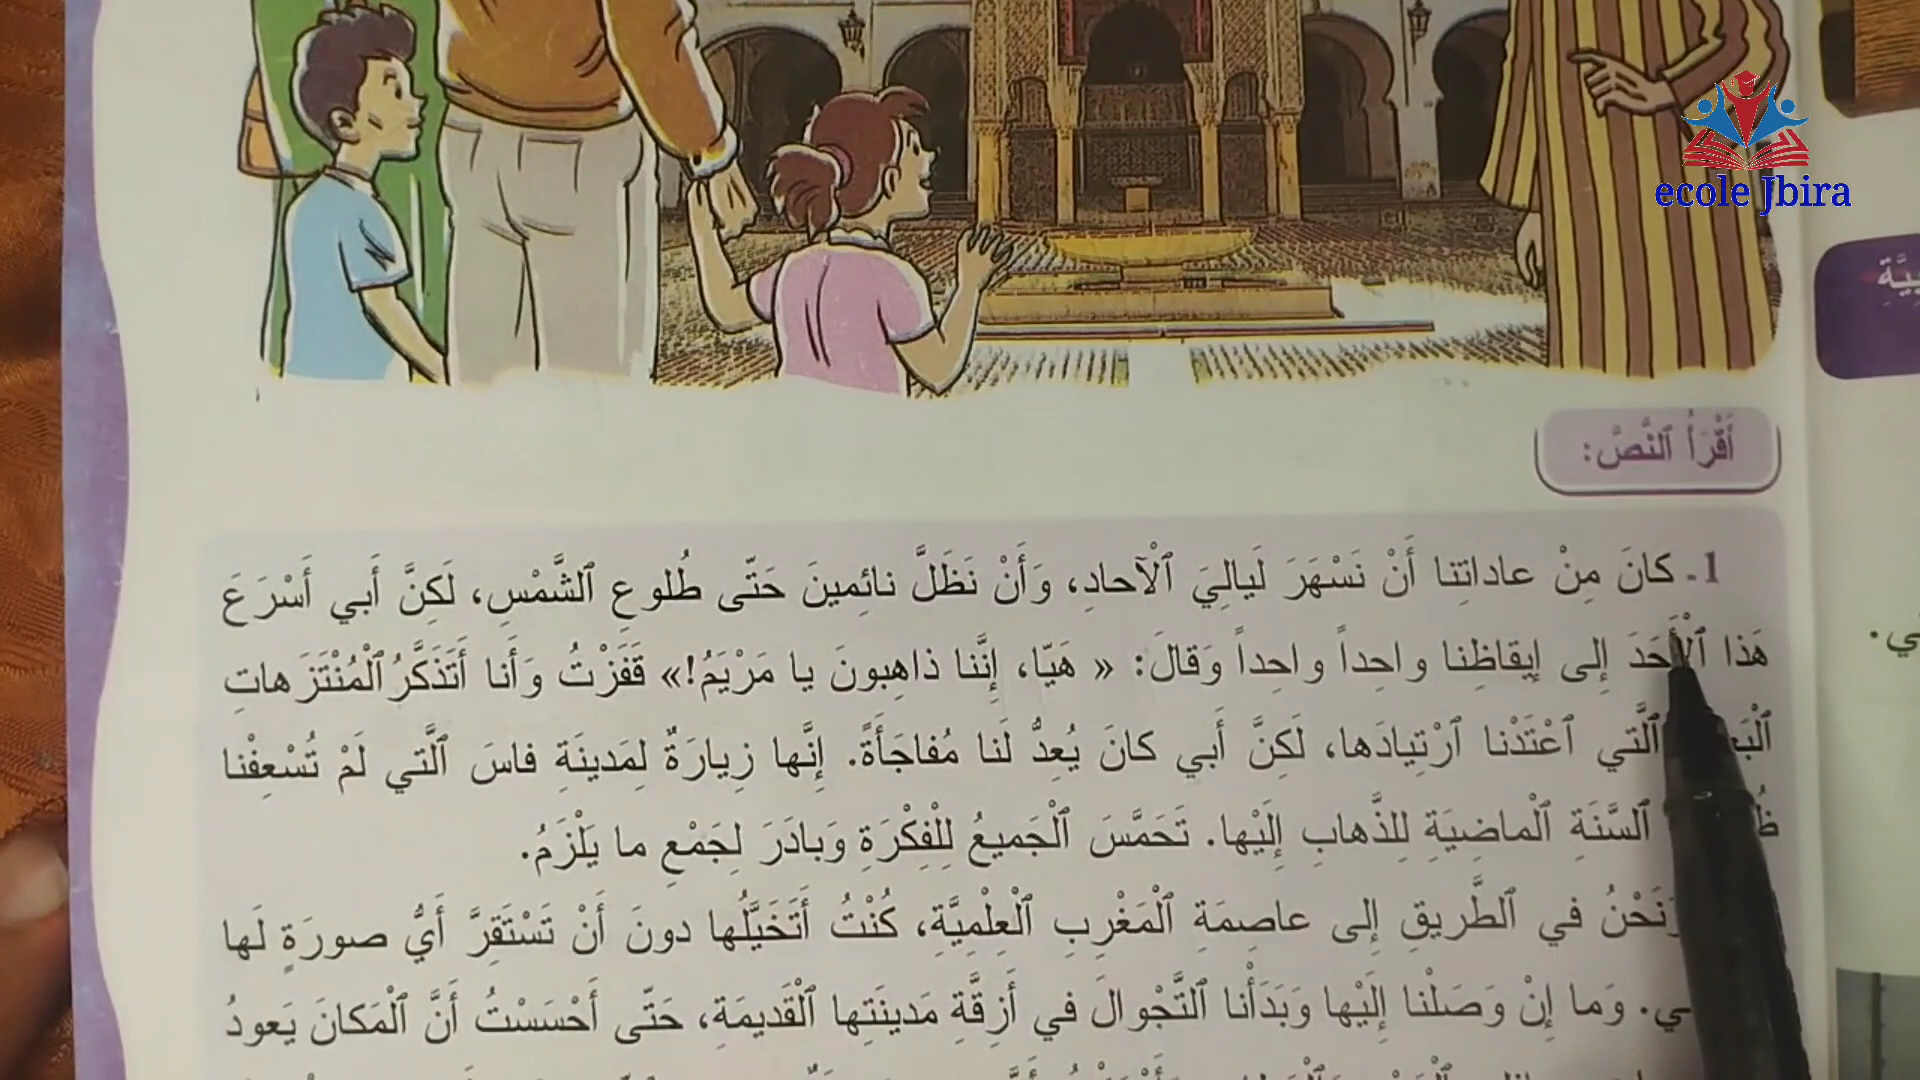 ecole Jbira
أَقْرَأُ ٱلنَّصَّ:
1- كانَ مِنْ عاداتِنا أَنْ نَسْهَرَ لَيالِيَ ٱلْآحادِ، وَأَنْ نَظَلَّ نائِمينَ حَتّى طُلوعِ ٱلشَّمْسِ، لَكِنَّ أَبي أَسْرَعَ
هَذا ٱلْأَحَدَ إِلى إِيقاظِنا واحِداً واحِداً وَقالَ: « هَيّا، إِنَّنا ذاهِبونَ يا مَرْيَمُ!» قَفَزْتُ وَأَنا أَتَذَكَّرُ ٱلْمُنْتَزَهاتِ
ٱلَّتي ٱعْتَدْنا ٱرْتِيادَها، لَكِنَّ أَبي كانَ يُعِدُّ لَنا مُفاجَأَةً. إِنَّها زِيارَةٌ لِمَدينَةِ فاسَ ٱلَّتي لَمْ تُسْعِفْنا
ٱلسَّنَةِ ٱلْماضِيَةِ لِلذَّهابِ إِلَيْها. تَحَمَّسَ ٱلْجَميعُ لِلْفِكْرَةِ وَبادَرَ لِجَمْعِ ما يَلْزَمُ.
وَنَحْنُ في ٱلطَّريقِ إِلى عاصِمَةِ ٱلْمَغْرِبِ ٱلْعِلْمِيَّةِ، كُنْتُ أَتَخَيَّلُها دونَ أَنْ تَسْتَقِرَّ أَيُّ صورَةٍ لَها
وَما إِنْ وَصَلْنا إِلَيْها وَبَدَأْنا ٱلتَّجْوالَ في أَزِقَّةِ مَدينَتِها ٱلْقَديمَةِ، حَتّى أَحْسَسْتُ أَنَّ ٱلْمَكانَ يَعودُ